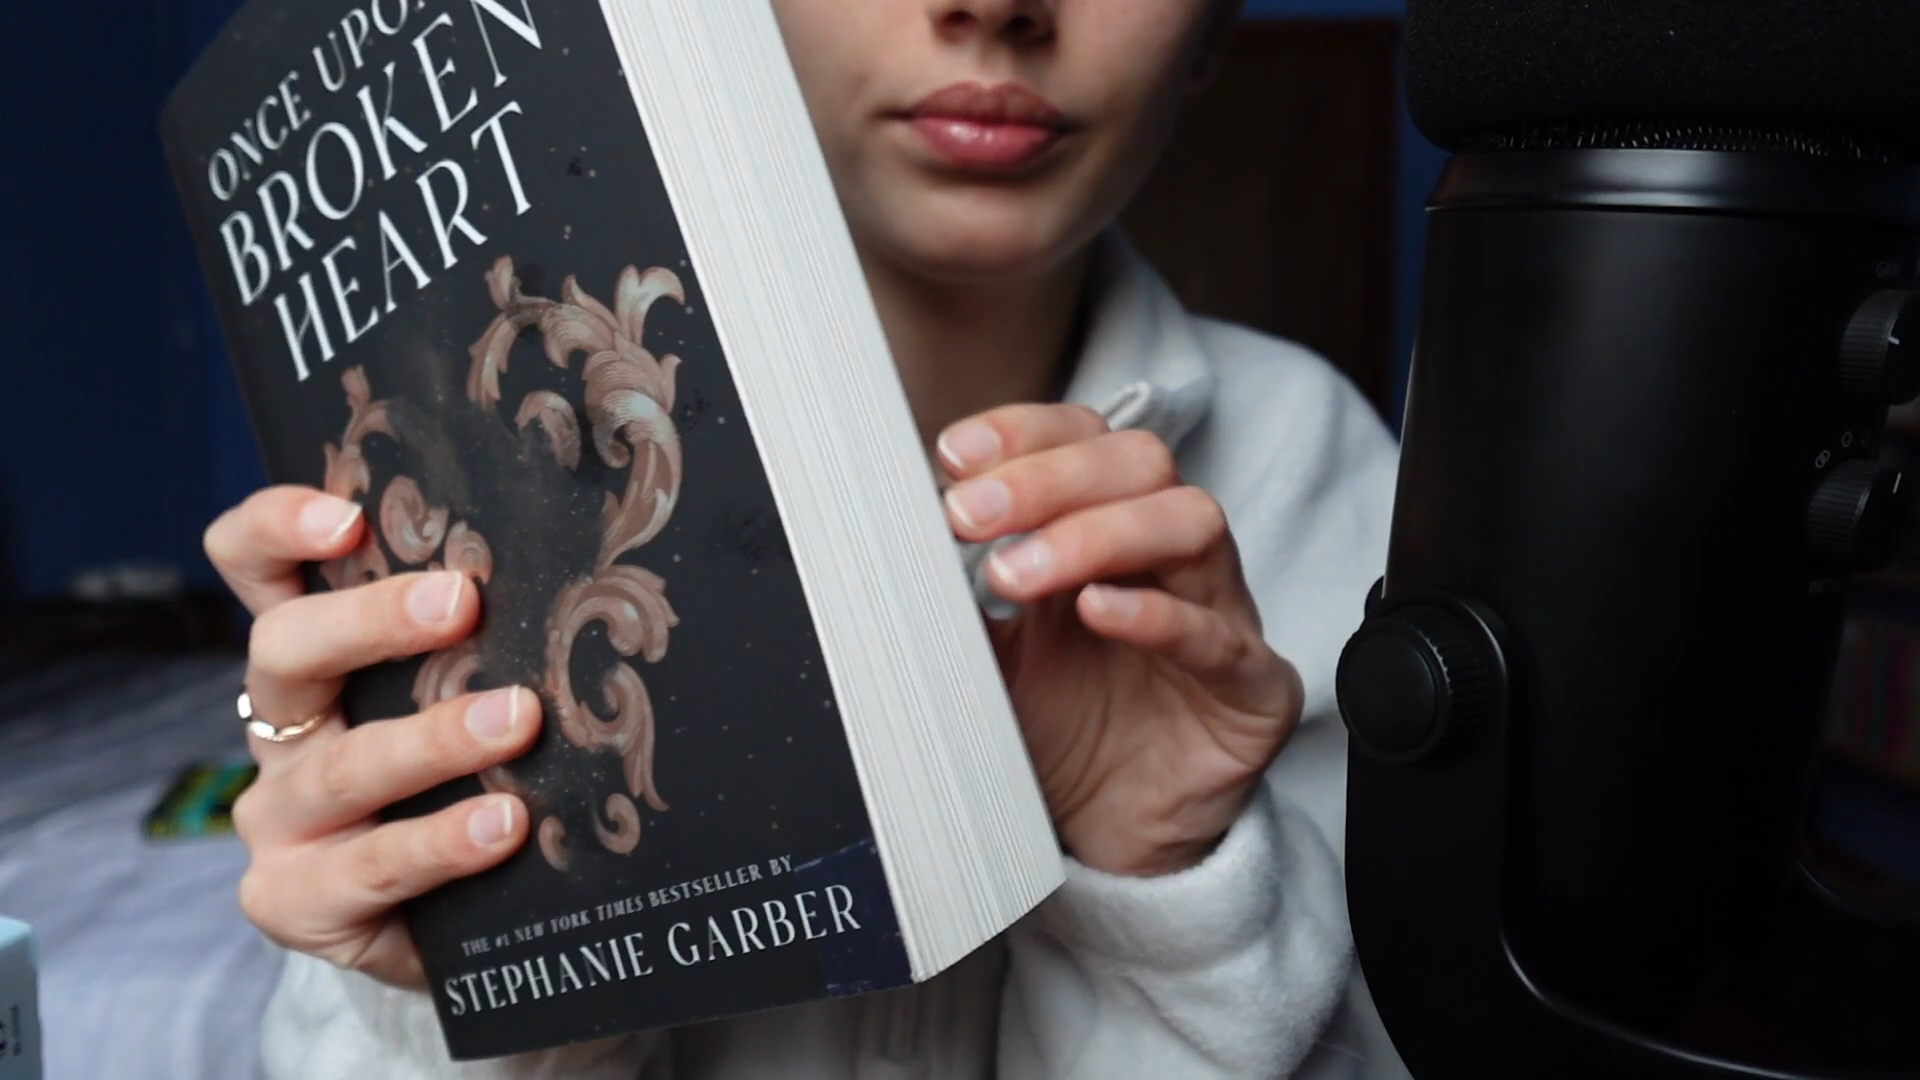 ONCE UPON
BROKEN
HEART
THE #1 NEW YORK TIMES BESTSELLER BY
STEPHANIE GARBER